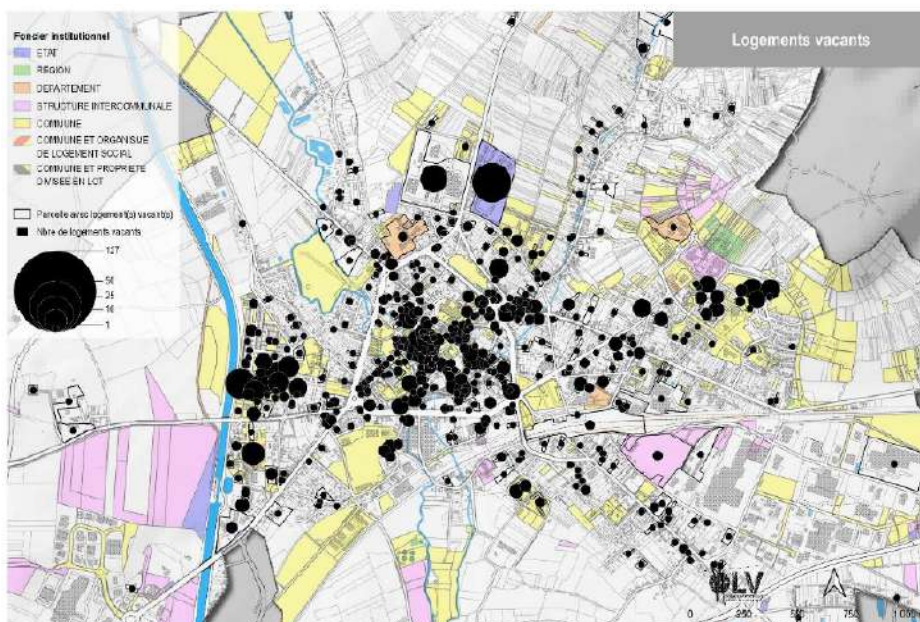 Logements vacants
Foncier institutionnel
ETAT
REGION
DEPARTEMENT
STRUCTURE INTERCOMMUNALE
COMMUNE
COMMUNE ET ORGANISME
DE LOGEMENT SOCIAL
COMMUNE ET PROPRIETE
DIVISEE EN LOT
Parcelle avec logement(s) vacant(s)
Nbre de logements vacants
127
50
25
10
1
LV
0 250 500 750 1 000